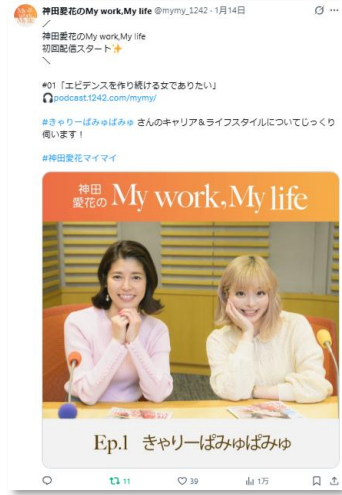 神田愛花のMy work,My life @mymy_1242・1月14日
／
神田愛花のMy work,My life
初回配信スタート✨
＼
#01「エビデンスを作り続ける女でありたい」
🎧podcast.1242.com/mymy/
#きゃりーぱみゅぱみゅ さんのキャリア＆ライフスタイルについてじっくり
伺います！
#神田愛花マイマイ
神田
愛花の My work,My life
Ep.1 きゃりーぱみゅぱみゅ
11 39 1万